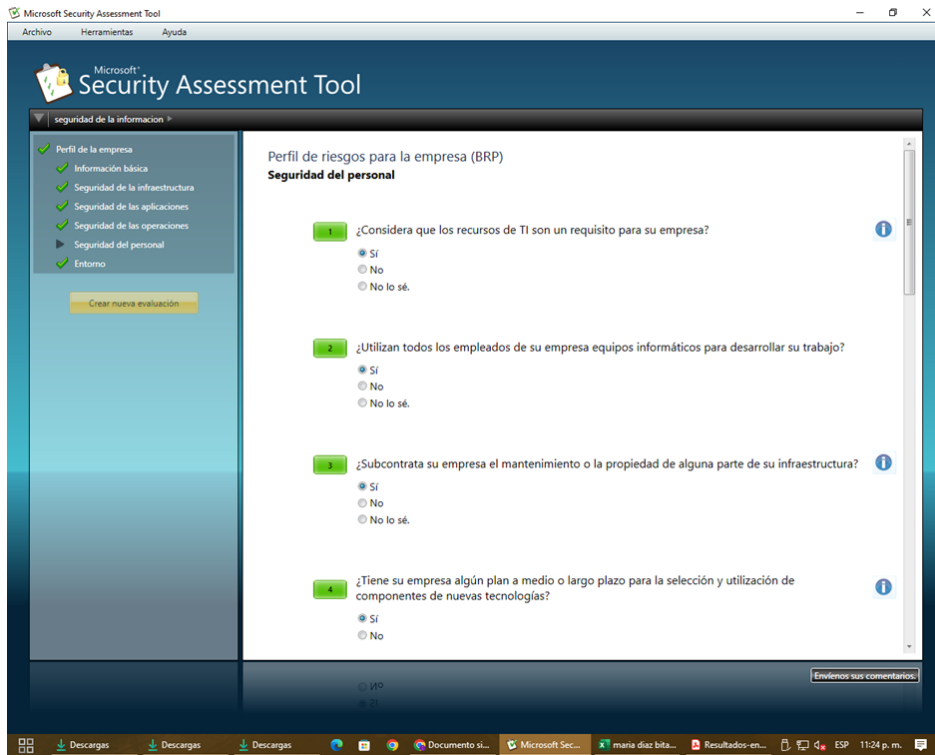 Microsoft Security Assessment Tool
Archivo Herramientas Ayuda
Microsoft
Security Assessment Tool
seguridad de la informacion
Perfil de la empresa
Información básica
Seguridad de la infraestructura
Seguridad de las aplicaciones
Seguridad de las operaciones
Seguridad del personal
Entorno
Crear nueva evaluación
Perfil de riesgos para la empresa (BRP)
Seguridad del personal
1 ¿Considera que los recursos de TI son un requisito para su empresa?
Sí
No
No lo sé.
2 ¿Utilizan todos los empleados de su empresa equipos informáticos para desarrollar su trabajo?
Sí
No
No lo sé.
3 ¿Subcontrata su empresa el mantenimiento o la propiedad de alguna parte de su infraestructura?
Sí
No
No lo sé.
4 ¿Tiene su empresa algún plan a medio o largo plazo para la selección y utilización de
componentes de nuevas tecnologías?
Sí
No
Envíenos sus comentarios.
Descargas Descargas Descargas Documento si... Microsoft Sec... maria diaz bita... Resultados-en... ESP 11:24 p. m.